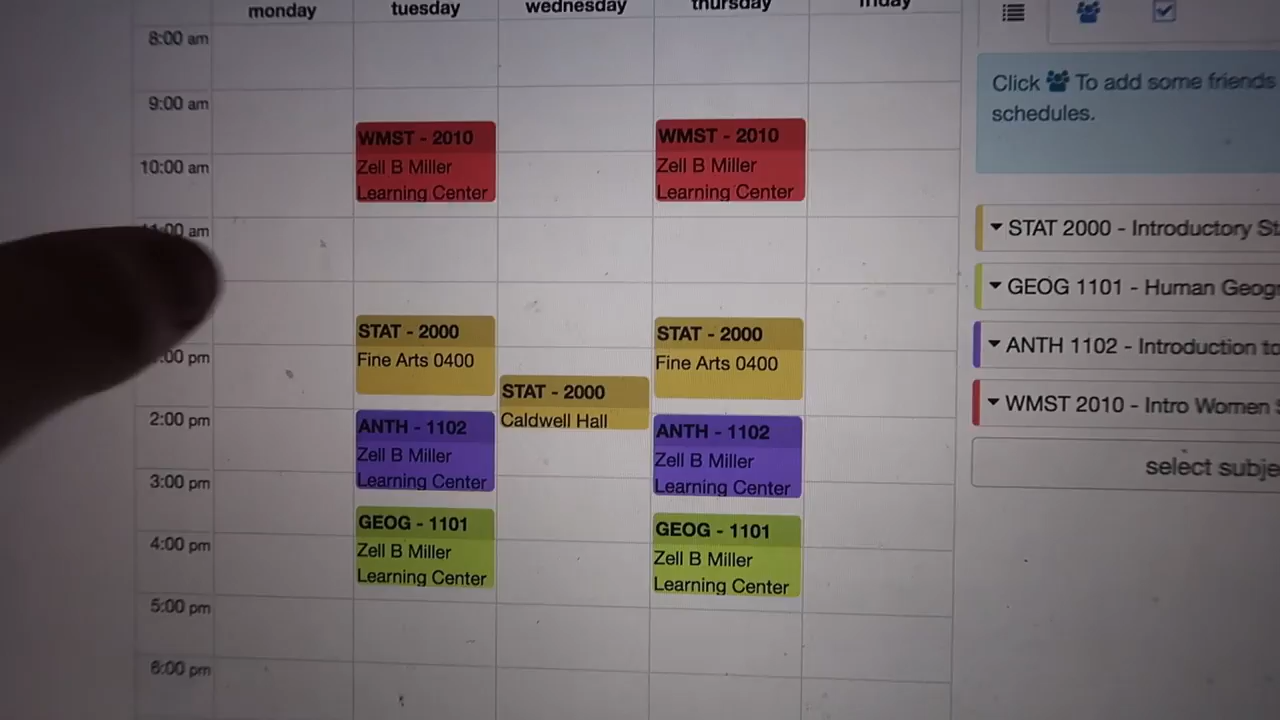 monday tuesday wednesday thursday friday
8:00 am
9:00 am
WMST - 2010
Zell B Miller
Learning Center
WMST - 2010
Zell B Miller
Learning Center
10:00 am
00 am
STAT - 2000
Fine Arts 0400
STAT - 2000
Fine Arts 0400
:00 pm
STAT - 2000
Caldwell Hall
2:00 pm
ANTH - 1102
Zell B Miller
Learning Center
ANTH - 1102
Zell B Miller
Learning Center
3:00 pm
GEOG - 1101
Zell B Miller
Learning Center
GEOG - 1101
Zell B Miller
Learning Center
4:00 pm
5:00 pm
6:00 pm
Click To add some friends
schedules.
STAT 2000 - Introductory St
GEOG 1101 - Human Geog
ANTH 1102 - Introduction to
WMST 2010 - Intro Women S
select subje